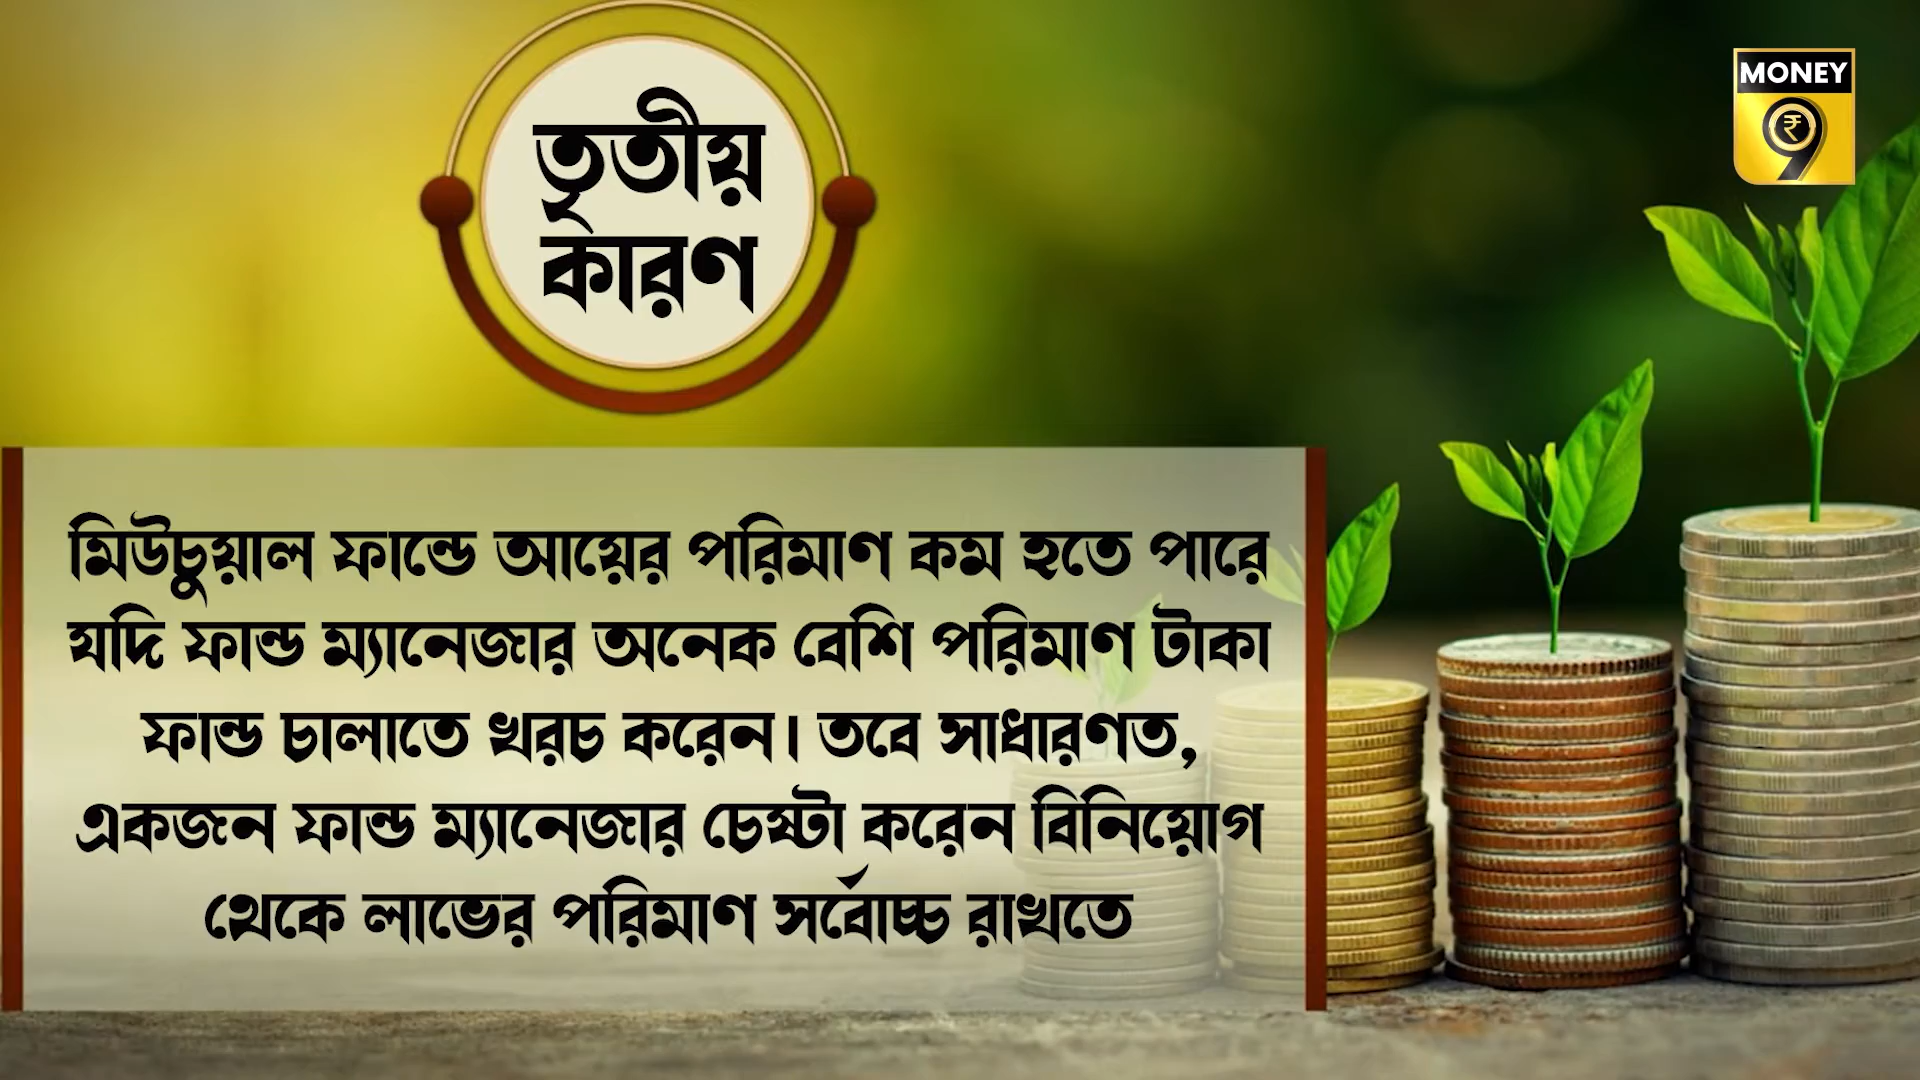 তৃতীয়
কারণ
MONEY
9
মিউচুয়াল ফান্ডে আয়ের পরিমাণ কম হতে পারে
যদি ফান্ড ম্যানেজার অনেক বেশি পরিমাণ টাকা
ফান্ড চালাতে খরচ করেন। তবে সাধারণত,
একজন ফান্ড ম্যানেজার চেষ্টা করেন বিনিয়োগ
থেকে লাভের পরিমাণ সর্বোচ্চ রাখতে